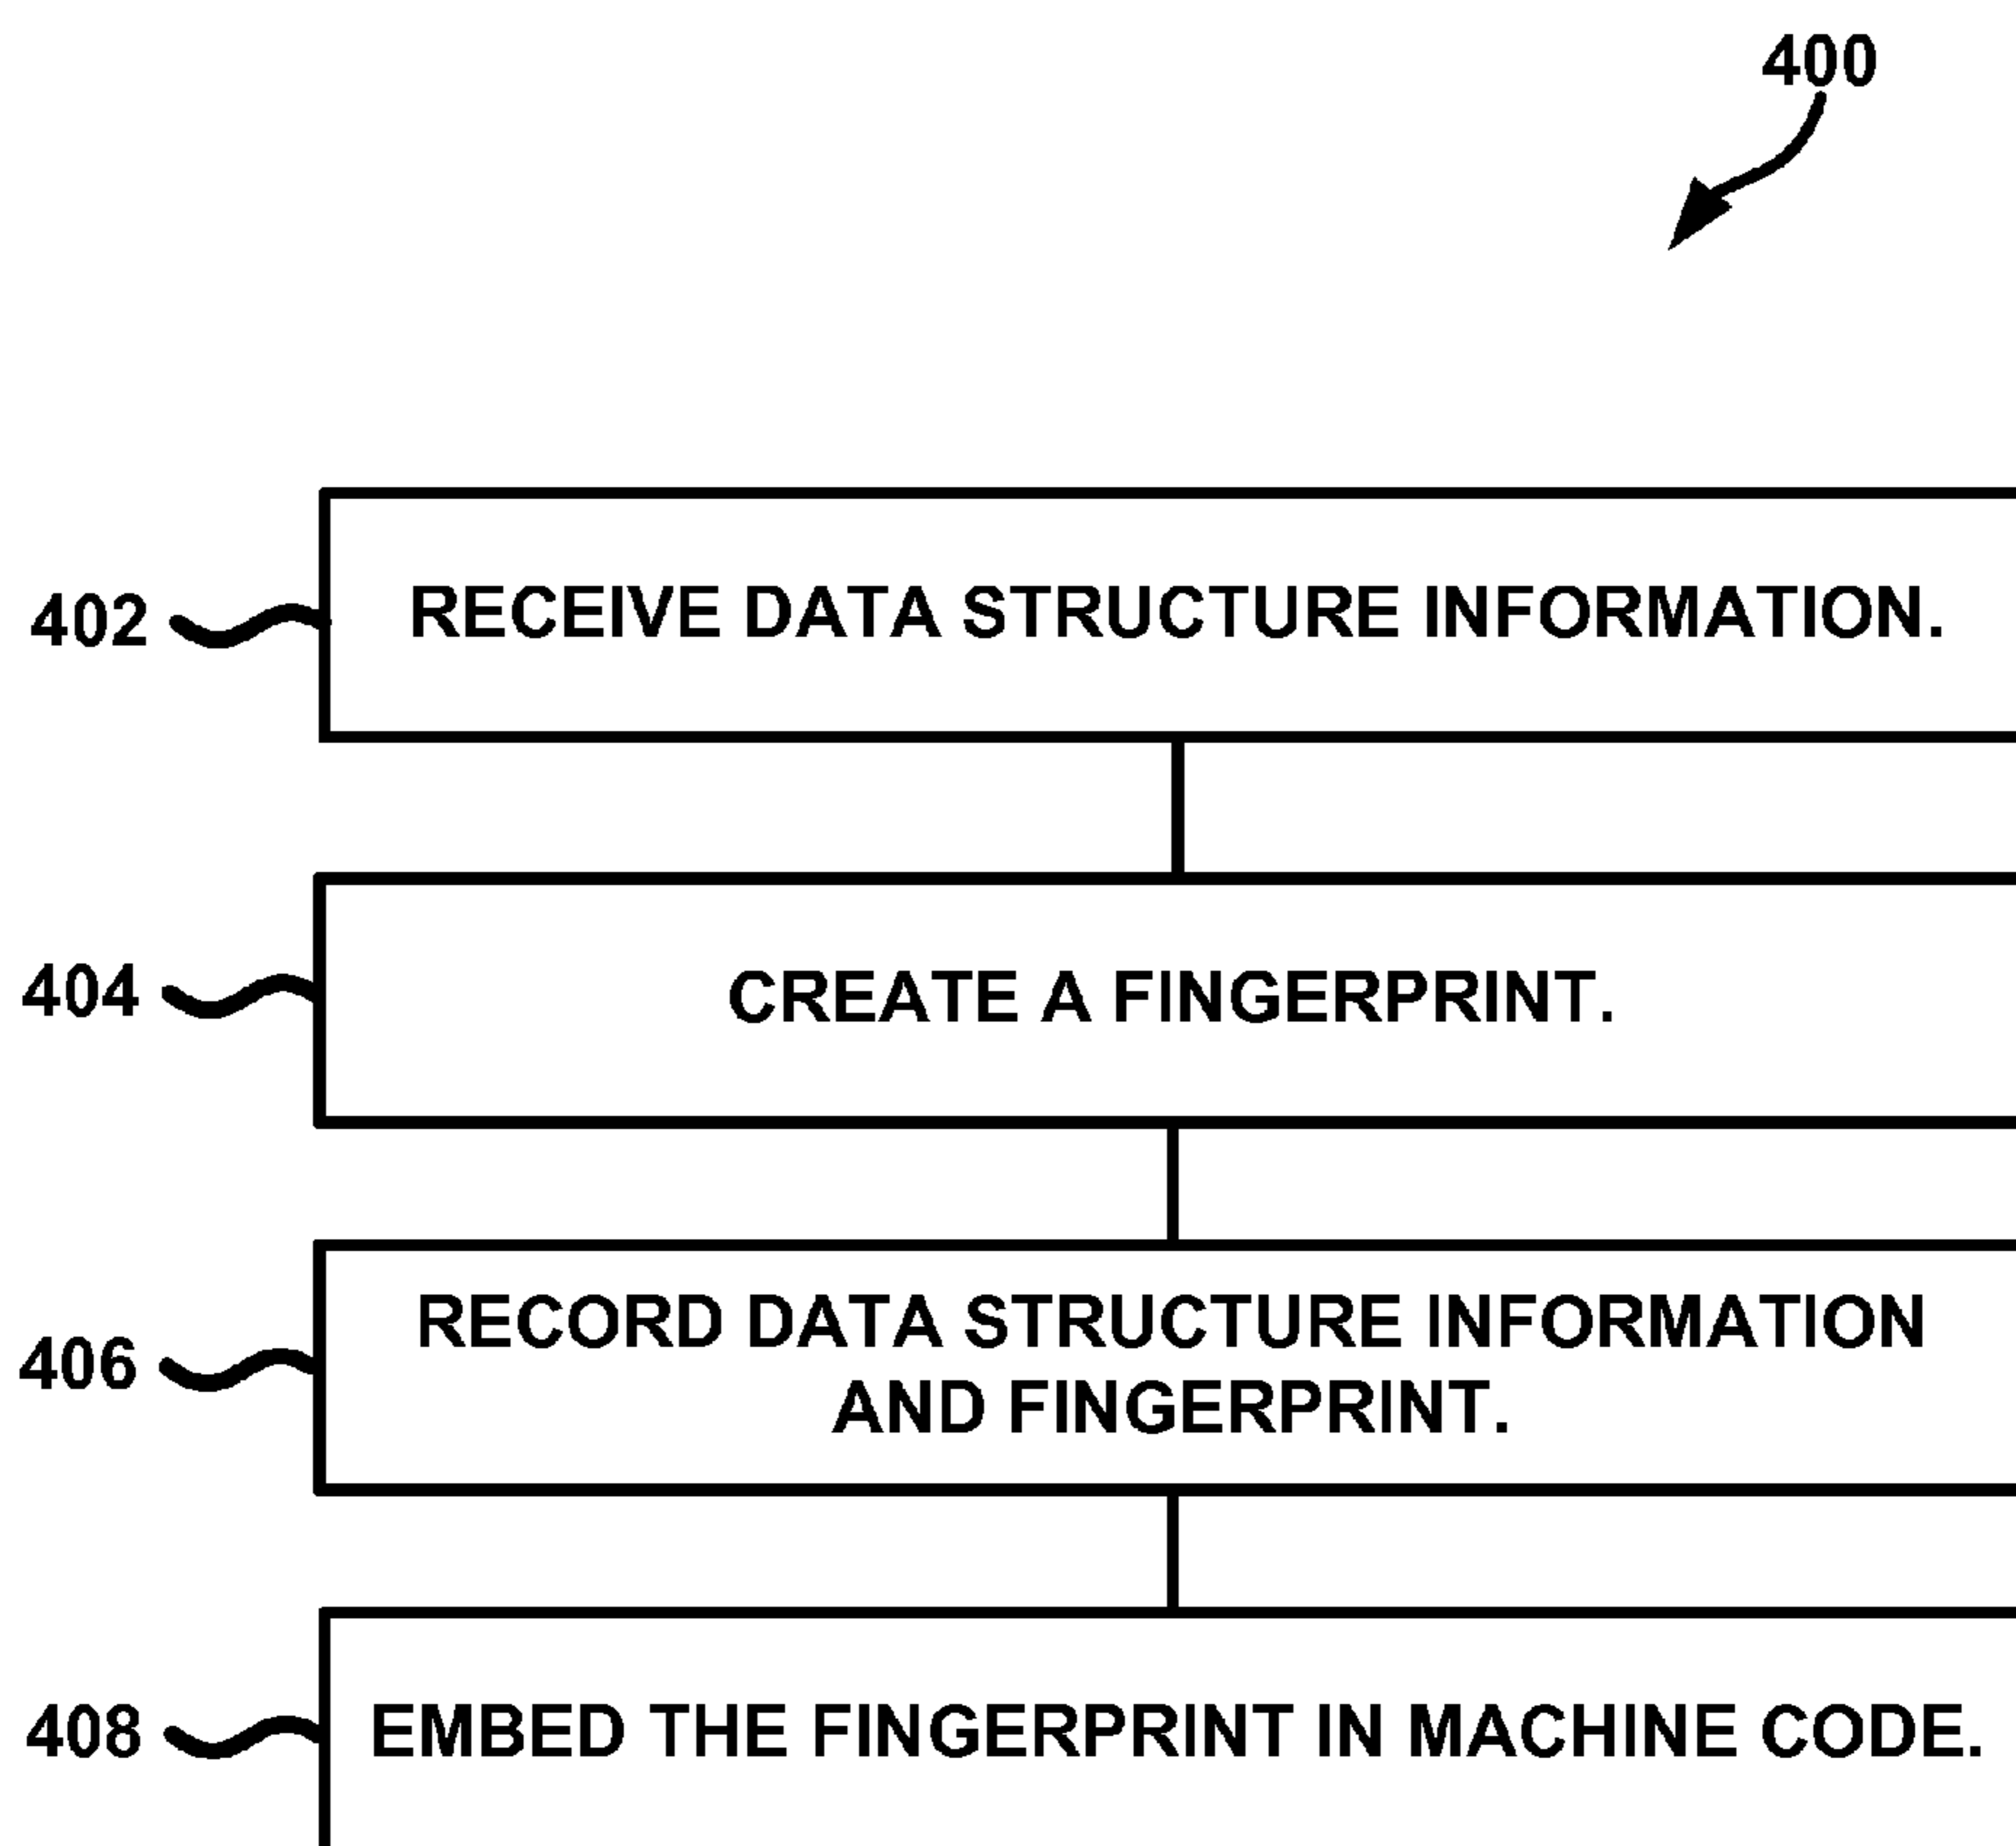 400
402
RECEIVE DATA STRUCTURE INFORMATION.
404
CREATE A FINGERPRINT.
406
RECORD DATA STRUCTURE INFORMATION
AND FINGERPRINT.
408
EMBED THE FINGERPRINT IN MACHINE CODE.